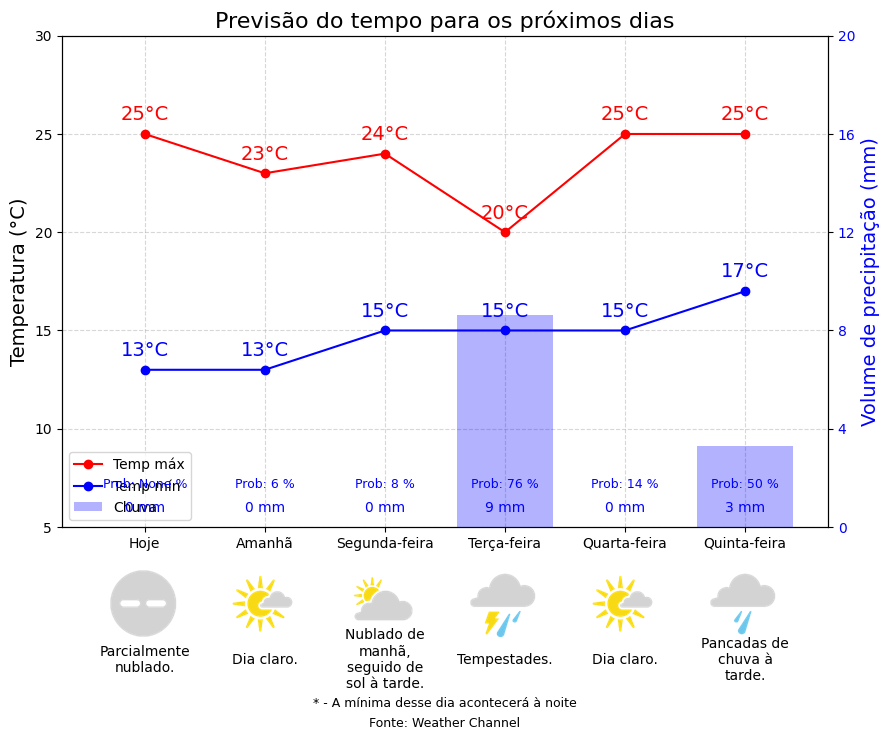 Previsão do tempo para os próximos dias
Temperatura (°C)
Volume de precipitação (mm)
30
25
20
15
10
5
20
16
12
8
4
0
25°C
23°C
24°C
20°C
25°C
25°C
13°C
13°C
15°C
15°C
15°C
17°C
Temp máx
Temp min
Chuva
Prob: None % Prob: 6 % Prob: 8 % Prob: 76 % Prob: 14 % Prob: 50 %
0 mm 0 mm 0 mm 9 mm 0 mm 3 mm
Hoje Amanhã Segunda-feira Terça-feira Quarta-feira Quinta-feira
Parcialmente
nublado.
Dia claro.
Nublado de
manhã,
seguido de
sol à tarde.
Tempestades.
Dia claro.
Pancadas de
chuva à
tarde.
* - A mínima desse dia acontecerá à noite
Fonte: Weather Channel